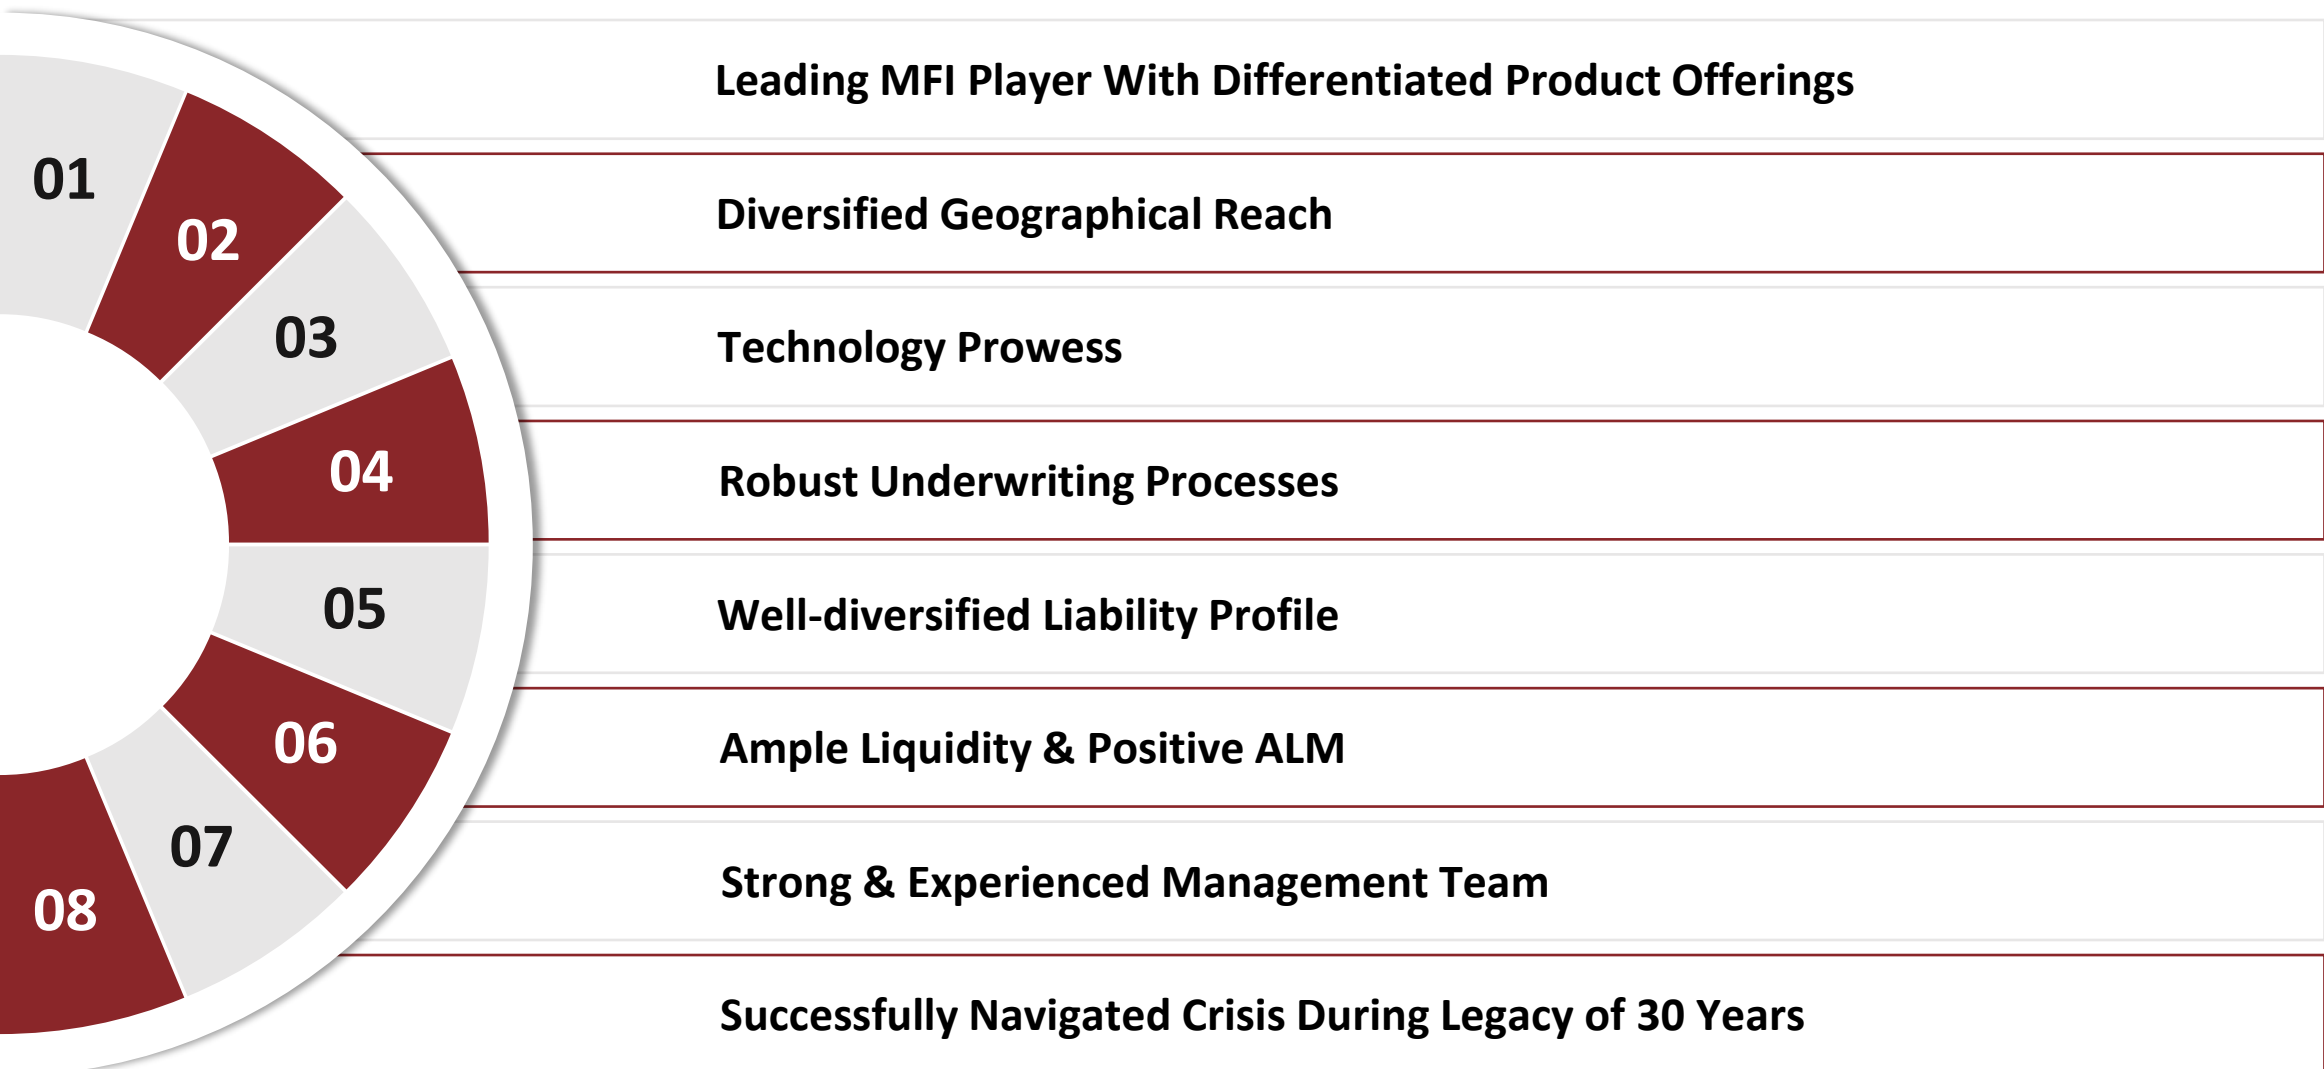 01
Leading MFI Player With Differentiated Product Offerings
02
Diversified Geographical Reach
03
Technology Prowess
04
Robust Underwriting Processes
05
Well-diversified Liability Profile
06
Ample Liquidity & Positive ALM
07
Strong & Experienced Management Team
08
Successfully Navigated Crisis During Legacy of 30 Years